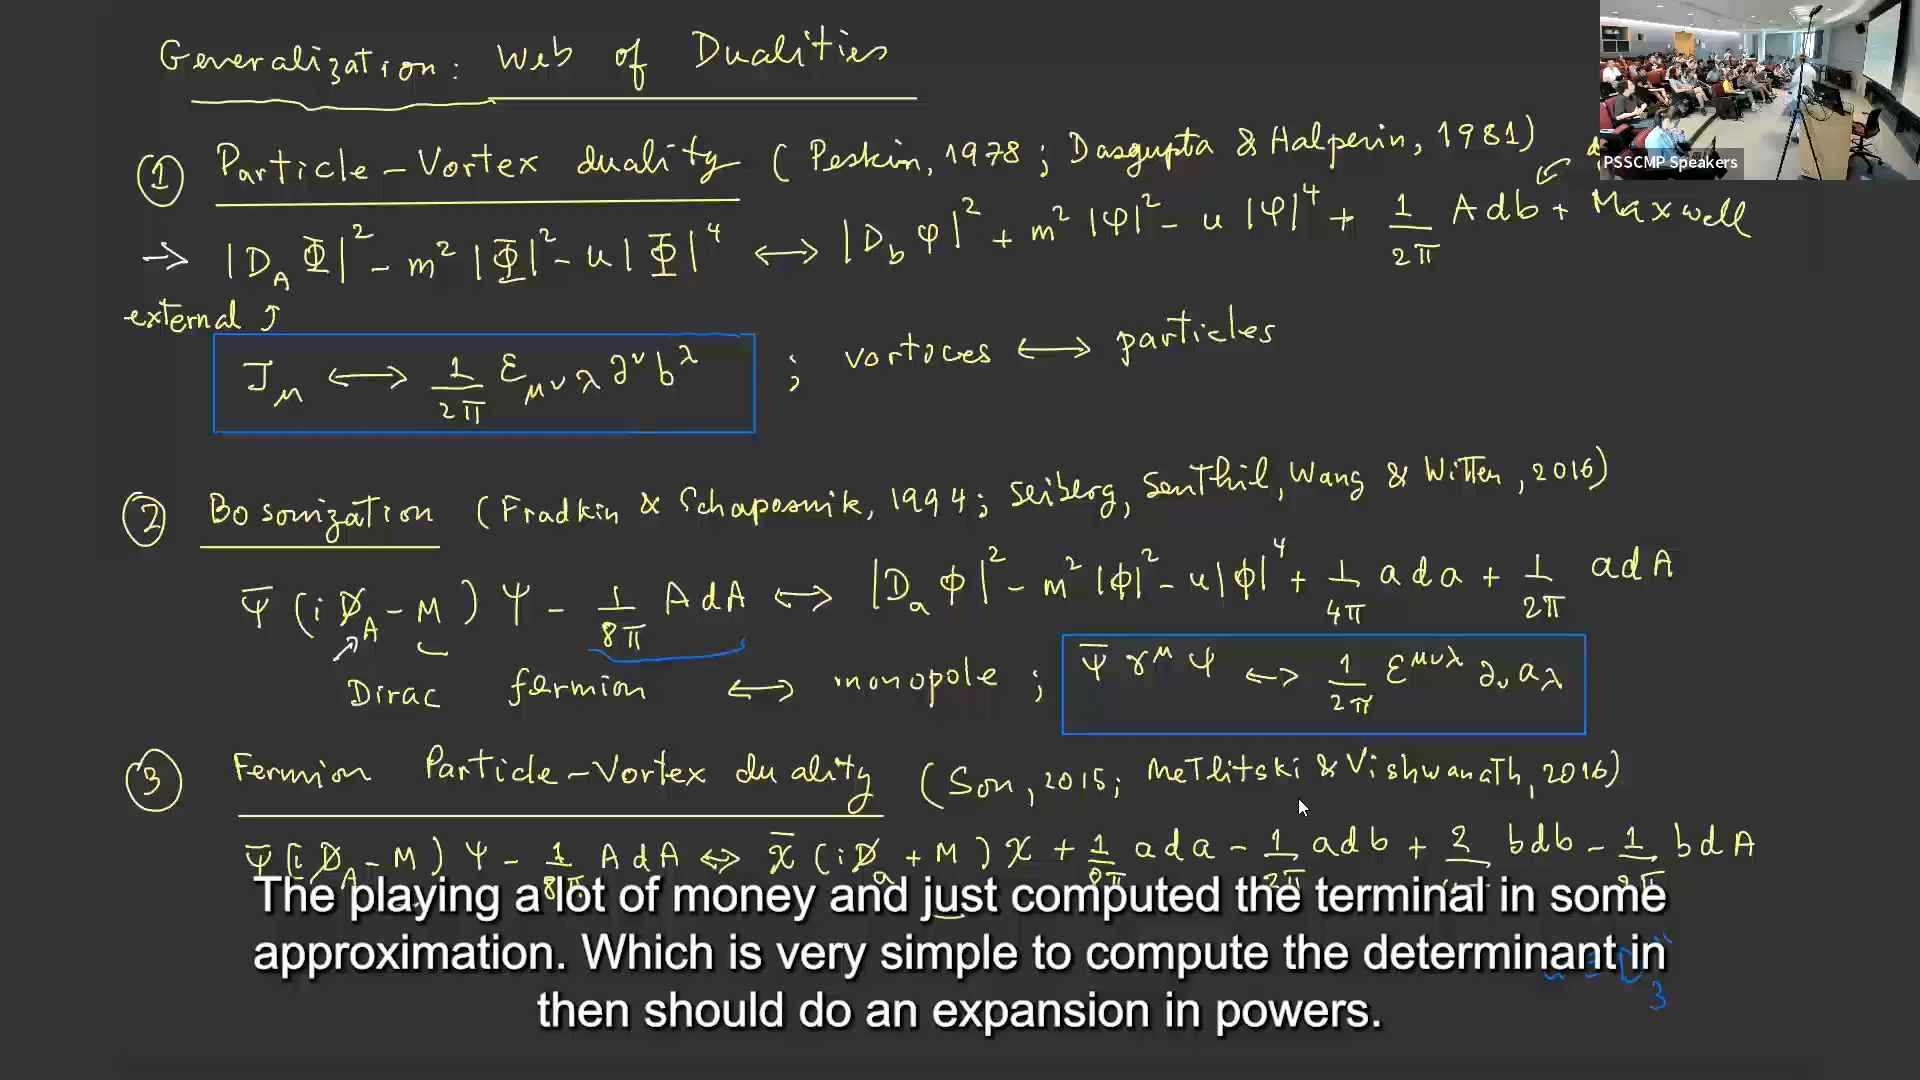 Generalization: Web of Dualities
① Particle-Vortex duality (Peskin, 1978; Dasgupta & Halperin, 1981)
PSSCMP Speakers
→ |D_A Φ|² - m² |Φ|² - u |Φ|⁴ ⟷ |D_b φ|² + m² |φ|² - u |φ|⁴ + 1/2π Adb + Maxwell
external ↑
J_μ ⟷ 1/2π ε_μνλ ∂^ν b^λ ; vortices ⟷ particles
② Bosonization (Fradkin & Schaposnik, 1994; Seiberg, Senthil, Wang & Witten, 2016)
Ψ̄ (i D̸_A - M) Ψ - 1/8π AdA ⟷ |D_a ϕ|² - m² |ϕ|² - u |ϕ|⁴ + 1/4π ada + 1/2π adA
Dirac fermion ⟷ monopole ; Ψ̄ γ^μ Ψ ⟷ 1/2π ε^μνλ ∂_ν a_λ
③ Fermion Particle-Vortex duality (Son, 2015; Metlitski & Vishwanath, 2016)
Ψ̄ [i D̸_A - M) Ψ - 1/8π AdA ⟷ χ̄ (i D̸_a + M) χ + 1/8π ada - 1/2π adb + 2 bdb - 1/2π bdA
The playing a lot of money and just computed the terminal in some
approximation. Which is very simple to compute the determinant in
then should do an expansion in powers.